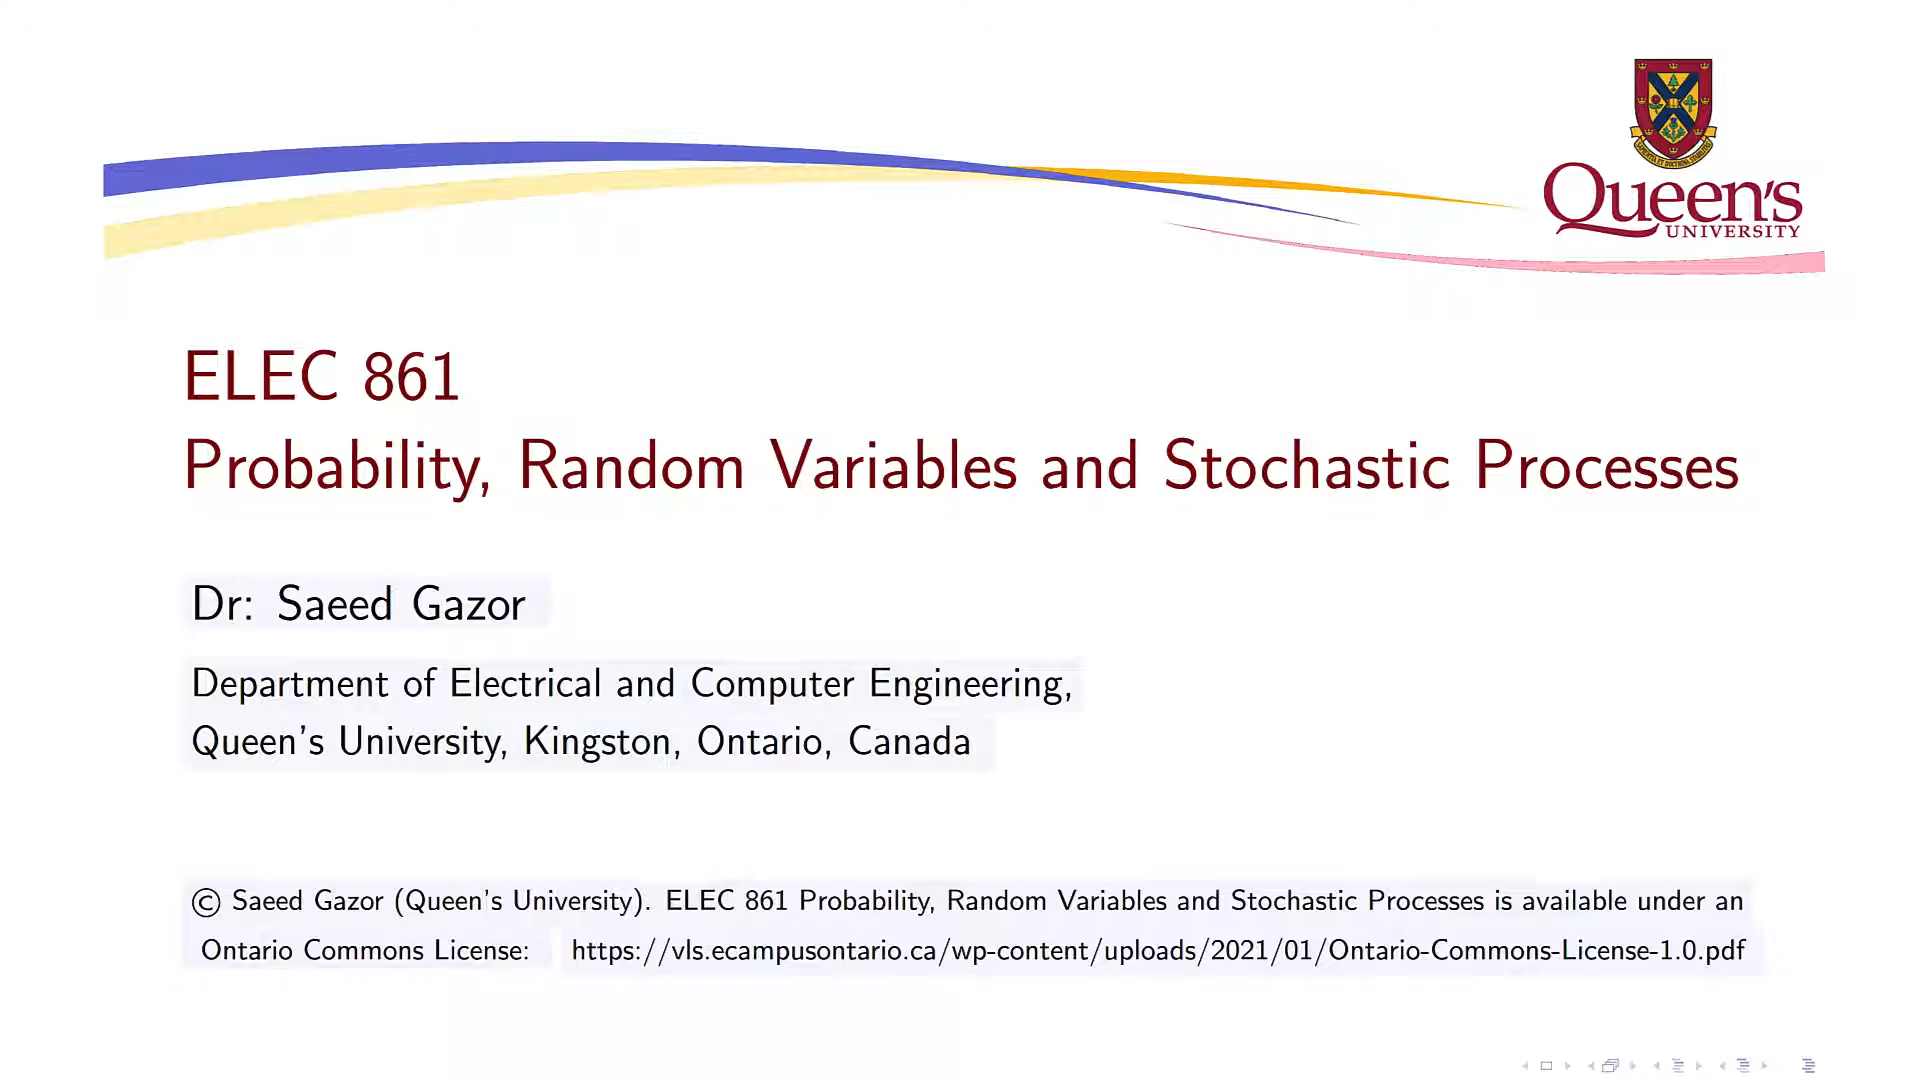 Queen's
UNIVERSITY
ELEC 861
Probability, Random Variables and Stochastic Processes
Dr: Saeed Gazor
Department of Electrical and Computer Engineering,
Queen's University, Kingston, Ontario, Canada
© Saeed Gazor (Queen's University). ELEC 861 Probability, Random Variables and Stochastic Processes is available under an
Ontario Commons License: https://vls.ecampusontario.ca/wp-content/uploads/2021/01/Ontario-Commons-License-1.0.pdf